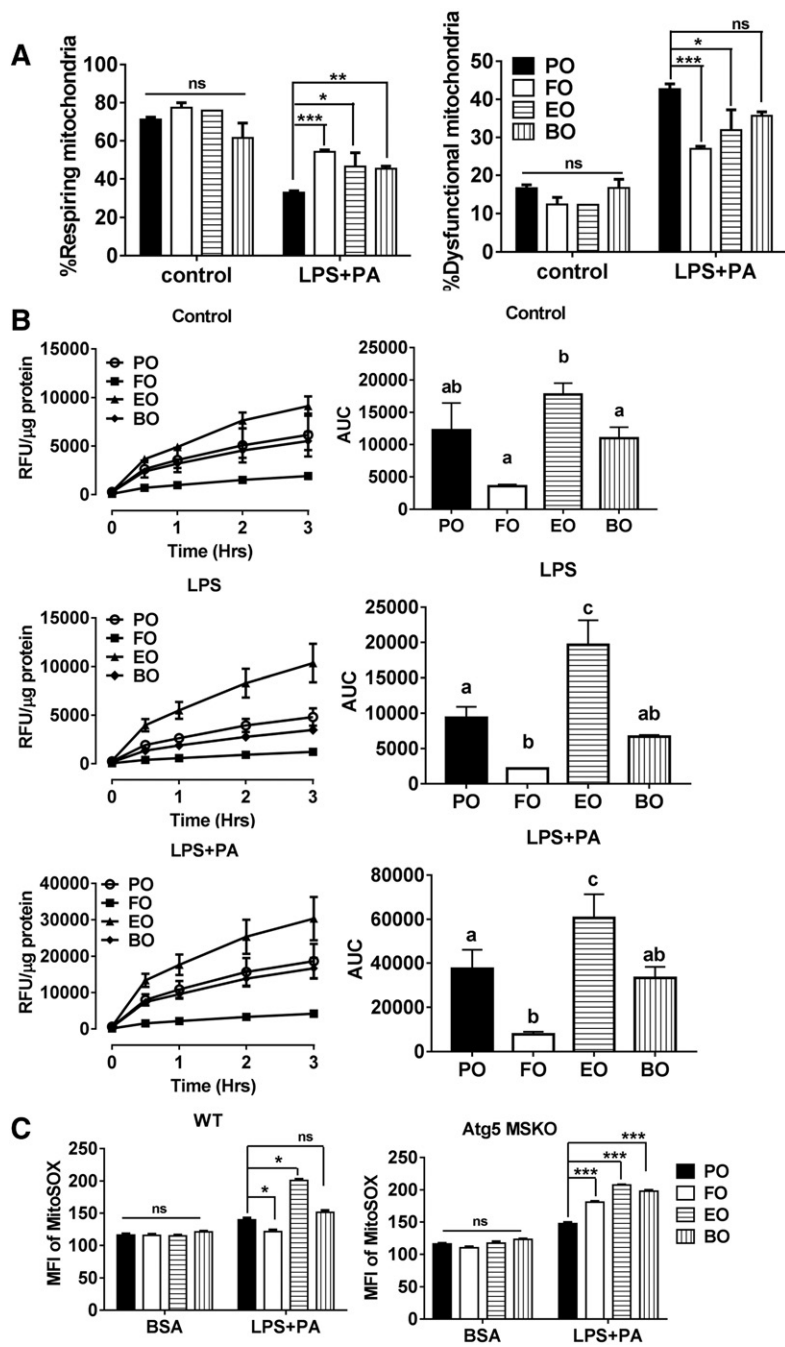 A
%Respiring mitochondria
100
80
60
40
20
0
ns
**
*
***
control
LPS+PA
%Dysfunctional mitochondria
50
40
30
20
10
0
PO
FO
EO
BO
ns
ns
*
***
control
LPS+PA
B
Control
RFU/µg protein
15000
10000
5000
0
PO
FO
EO
BO
0 1 2 3
Time (Hrs)
Control
AUC
25000
20000
15000
10000
5000
0
ab
a
b
a
PO FO EO BO
LPS
RFU/µg protein
15000
10000
5000
0
PO
FO
EO
BO
0 1 2 3
Time (Hrs)
LPS
AUC
25000
20000
15000
10000
5000
0
a
b
c
ab
PO FO EO BO
LPS+PA
RFU/µg protein
40000
30000
20000
10000
0
PO
FO
EO
BO
0 1 2 3
Time (Hrs)
LPS+PA
AUC
80000
60000
40000
20000
0
a
b
c
ab
PO FO EO BO
C
WT
MFI of MitoSOX
250
200
150
100
50
0
ns
ns
*
*
BSA
LPS+PA
Atg5 MSKO
MFI of MitoSOX
250
200
150
100
50
0
ns
***
***
***
BSA
LPS+PA
PO
FO
EO
BO